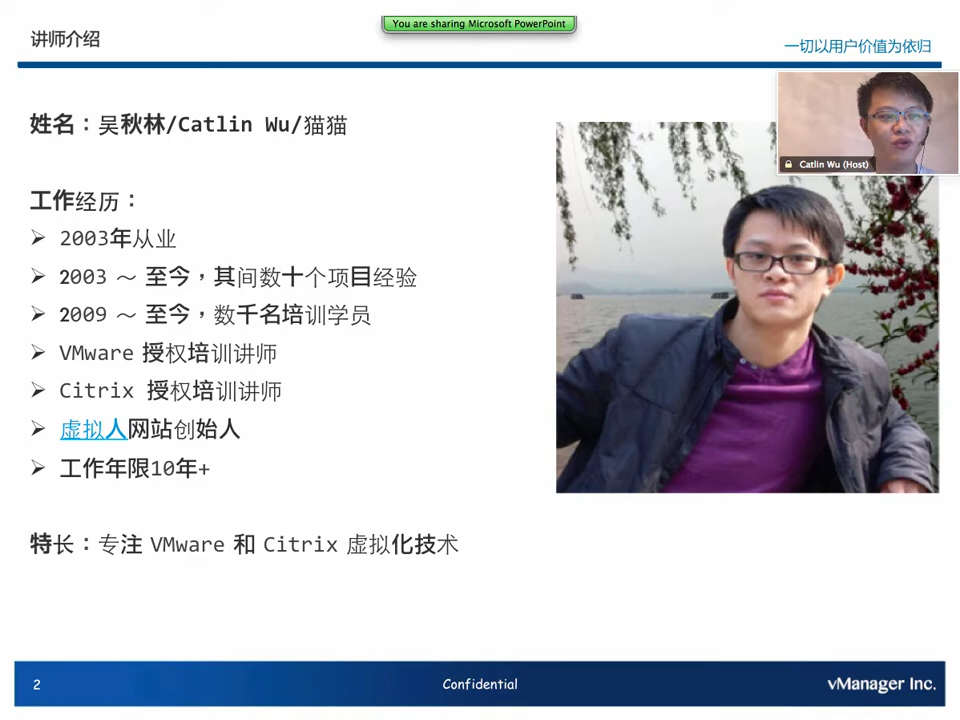 You are sharing Microsoft PowerPoint
讲师介绍
一切以用户价值为依归
姓名：吴秋林/Catlin Wu/猫猫
Catlin Wu (Host)
工作经历：
2003年从业
2003 ～ 至今，其间数十个项目经验
2009 ～ 至今，数千名培训学员
VMware 授权培训讲师
Citrix 授权培训讲师
虚拟人网站创始人
工作年限10年+
特长：专注 VMware 和 Citrix 虚拟化技术
2
Confidential
vManager Inc.